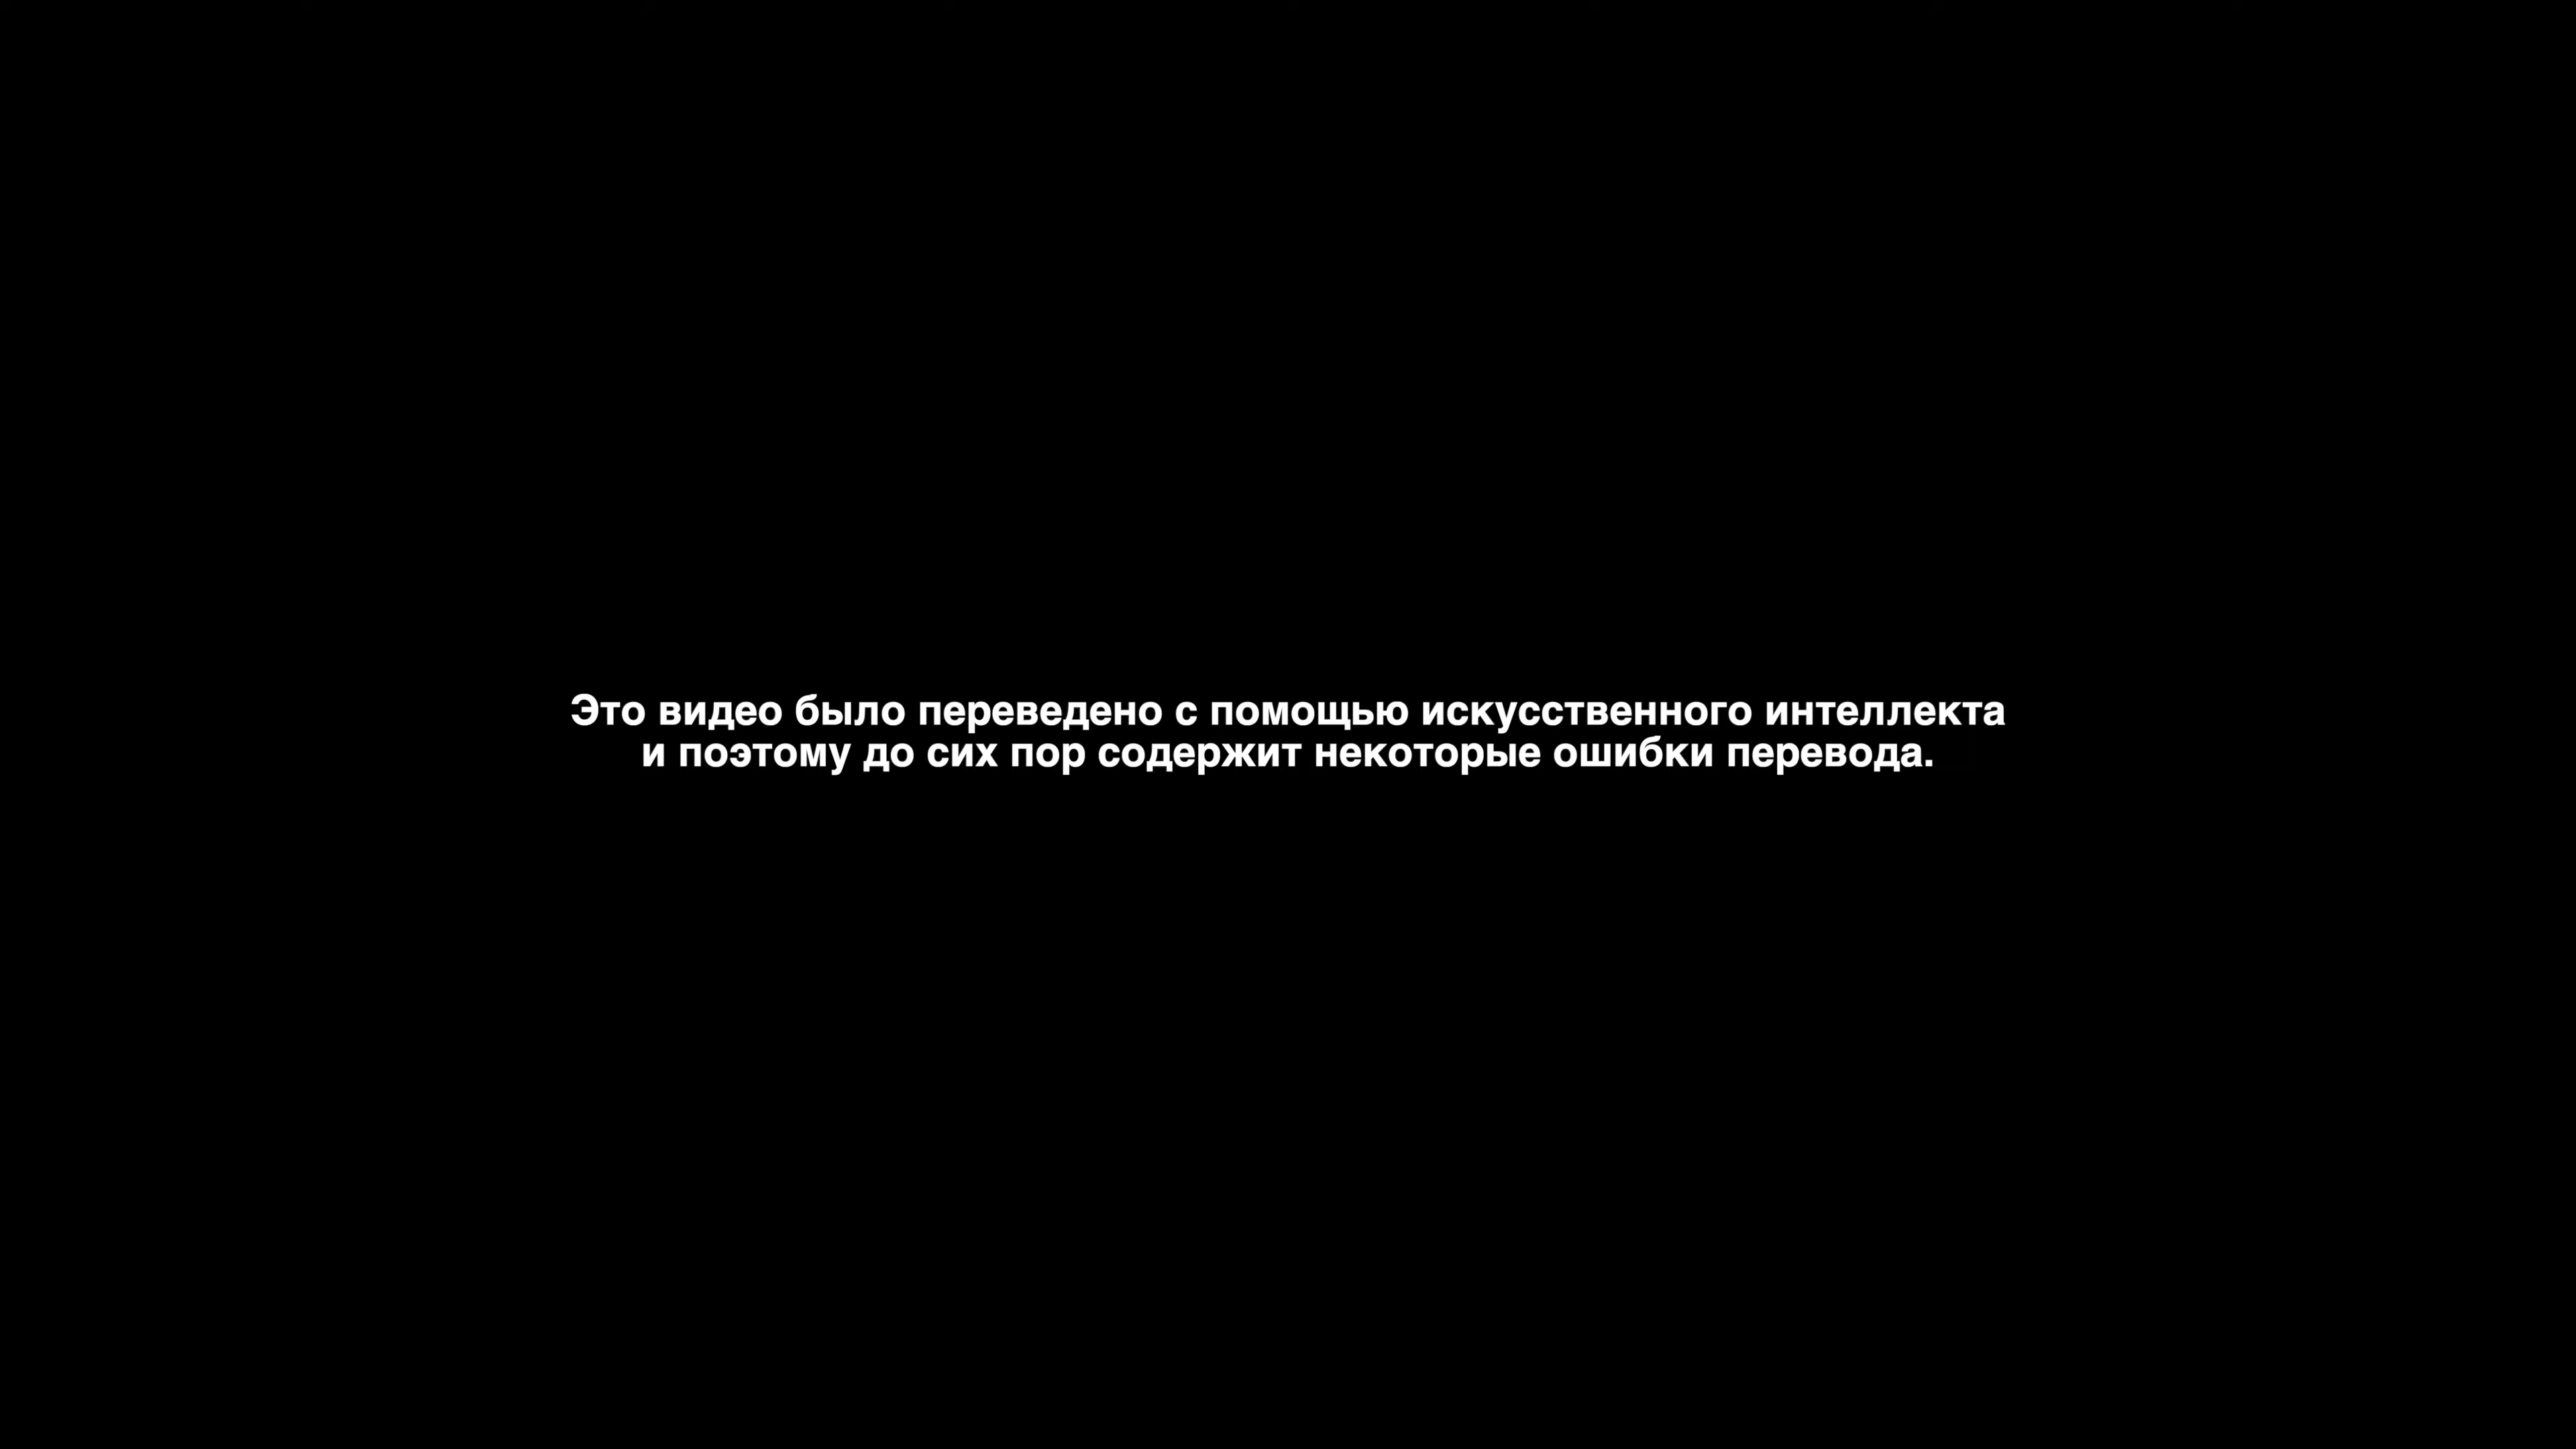 Это видео было переведено с помощью искусственного интеллекта
и поэтому до сих пор содержит некоторые ошибки перевода.